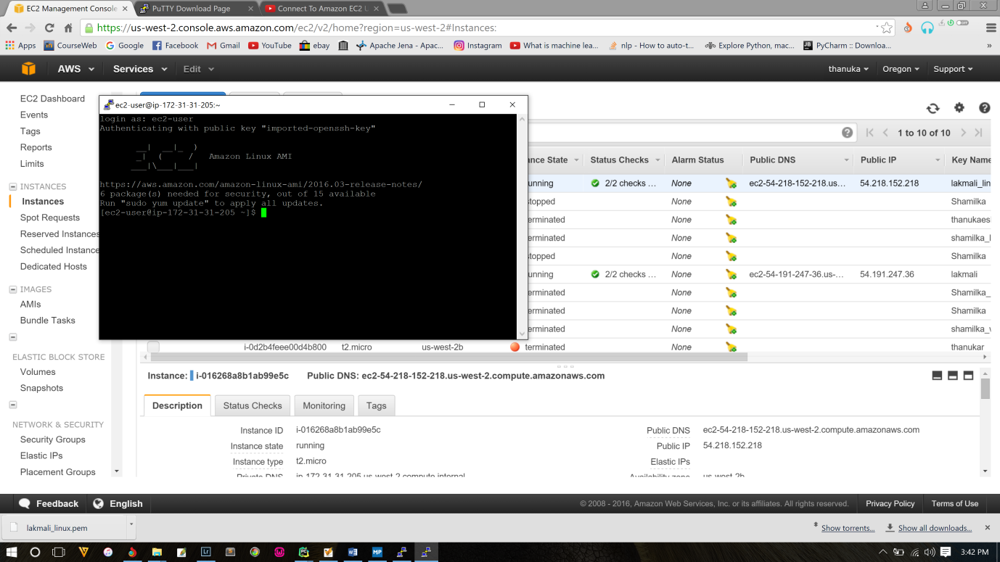 EC2 Management Console
PuTTY Download Page
Connect To Amazon EC2
https://us-west-2.console.aws.amazon.com/ec2/v2/home?region=us-west-2#Instances:
Apps CourseWeb Google Facebook Gmail YouTube ebay Apache Jena - Apac... Instagram What is machine lea... nlp - How to auto-t... Explore Python, mac... PyCharm :: Downloa... »
AWS Services Edit thanuka Oregon Support
EC2 Dashboard
Events
Tags
Reports
Limits
INSTANCES
Instances
Spot Requests
Reserved Instances
Scheduled Instance
Dedicated Hosts
IMAGES
AMIs
Bundle Tasks
ELASTIC BLOCK STORE
Volumes
Snapshots
NETWORK & SECURITY
Security Groups
Elastic IPs
Placement Groups
ec2-user@ip-172-31-31-205:~
login as: ec2-user
Authenticating with public key "imported-openssh-key"
__| __|_ )
_| ( / Amazon Linux AMI
___|\___|___|
https://aws.amazon.com/amazon-linux-ami/2016.03-release-notes/
6 package(s) needed for security, out of 15 available
Run "sudo yum update" to apply all updates.
[ec2-user@ip-172-31-31-205 ~]$
1 to 10 of 10
nce State Status Checks Alarm Status Public DNS Public IP Key Name
unning 2/2 checks ... None ec2-54-218-152-218.us... 54.218.152.218 lakmali_lin
topped None Shamilka
erminated None thanukaesl
erminated None shamilka_l
topped None Shamilka
unning 2/2 checks ... None ec2-54-191-247-36.us-... 54.191.247.36 lakmali
erminated None Shamilka_
erminated None Shamilka
erminated None shamilka_w
i-0d2b4feee00d4b800 t2.micro us-west-2b terminated None thanukar
Instance: i-016268a8b1ab99e5c Public DNS: ec2-54-218-152-218.us-west-2.compute.amazonaws.com
Description Status Checks Monitoring Tags
Instance ID i-016268a8b1ab99e5c Public DNS ec2-54-218-152-218.us-west-2.compute.amazonaws.com
Instance state running Public IP 54.218.152.218
Instance type t2.micro Elastic IPs
Private DNS ip-172-31-31-205.us-west-2.compute.internal Availability zone us-west-2b
Feedback English © 2008 - 2016, Amazon Web Services, Inc. or its affiliates. All rights reserved. Privacy Policy Terms of Use
lakmali_linux.pem Show torrents... Show all downloads...
3:42 PM